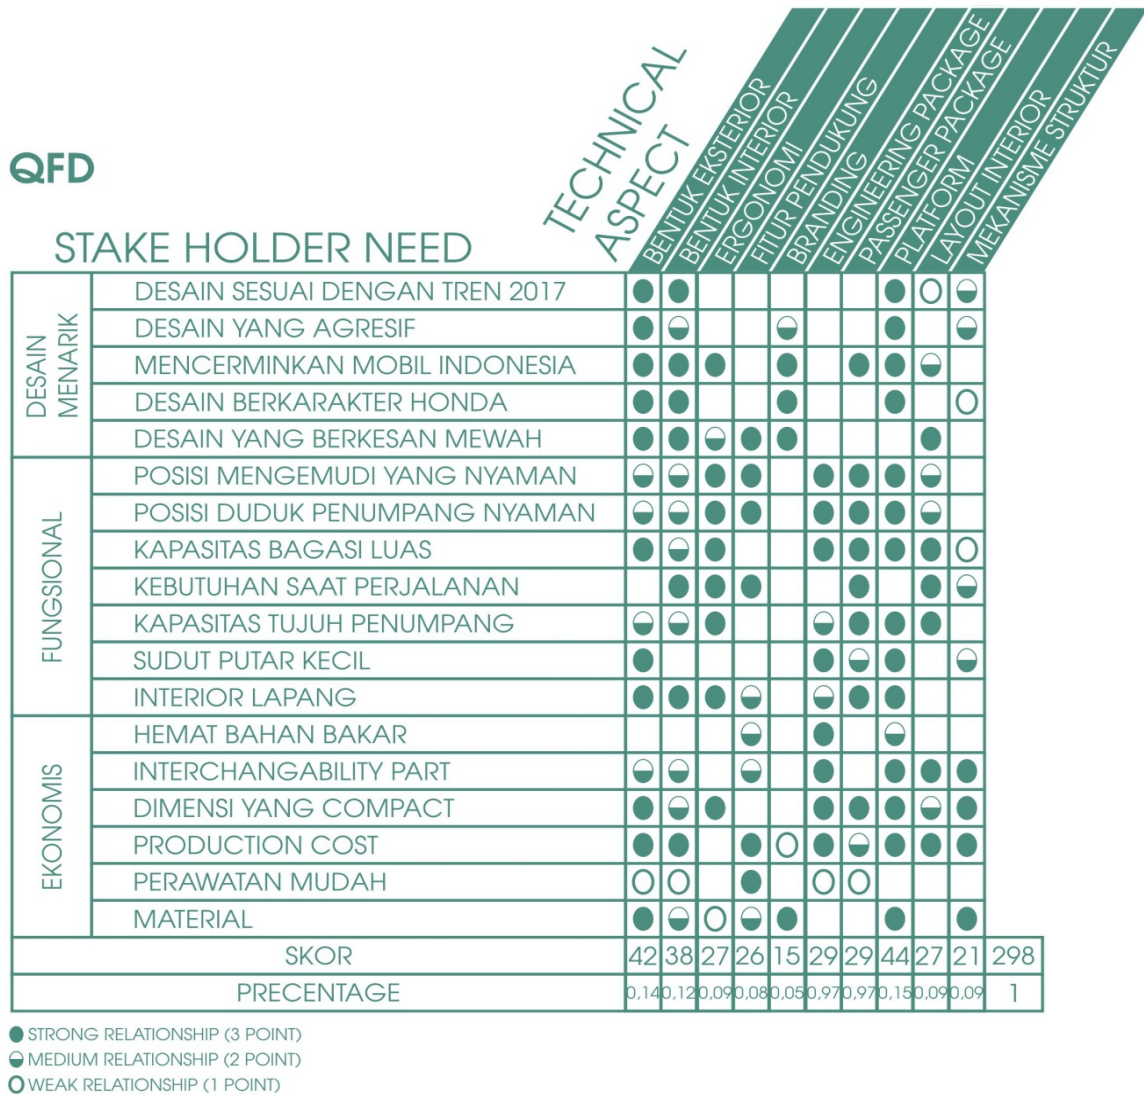 QFD
STAKE HOLDER NEED
TECHNICAL
ASPECT
BENTUK EKSTERIOR
BENTUK INTERIOR
ERGONOMI
FITUR PENDUKUNG
BRANDING
ENGINEERING PACKAGE
PASSENGER PACKAGE
PLATFORM
LAYOUT INTERIOR
MEKANISME STRUKTUR
DESAIN
MENARIK
DESAIN SESUAI DENGAN TREN 2017
DESAIN YANG AGRESIF
MENCERMINKAN MOBIL INDONESIA
DESAIN BERKARAKTER HONDA
DESAIN YANG BERKESAN MEWAH
FUNGSIONAL
POSISI MENGEMUDI YANG NYAMAN
POSISI DUDUK PENUMPANG NYAMAN
KAPASITAS BAGASI LUAS
KEBUTUHAN SAAT PERJALANAN
KAPASITAS TUJUH PENUMPANG
SUDUT PUTAR KECIL
INTERIOR LAPANG
EKONOMIS
HEMAT BAHAN BAKAR
INTERCHANGABILITY PART
DIMENSI YANG COMPACT
PRODUCTION COST
PERAWATAN MUDAH
MATERIAL
SKOR 42 38 27 26 15 29 29 44 27 21 298
PRECENTAGE 0,14 0,12 0,09 0,08 0,05 0,97 0,97 0,15 0,09 0,09 1
STRONG RELATIONSHIP (3 POINT)
MEDIUM RELATIONSHIP (2 POINT)
WEAK RELATIONSHIP (1 POINT)